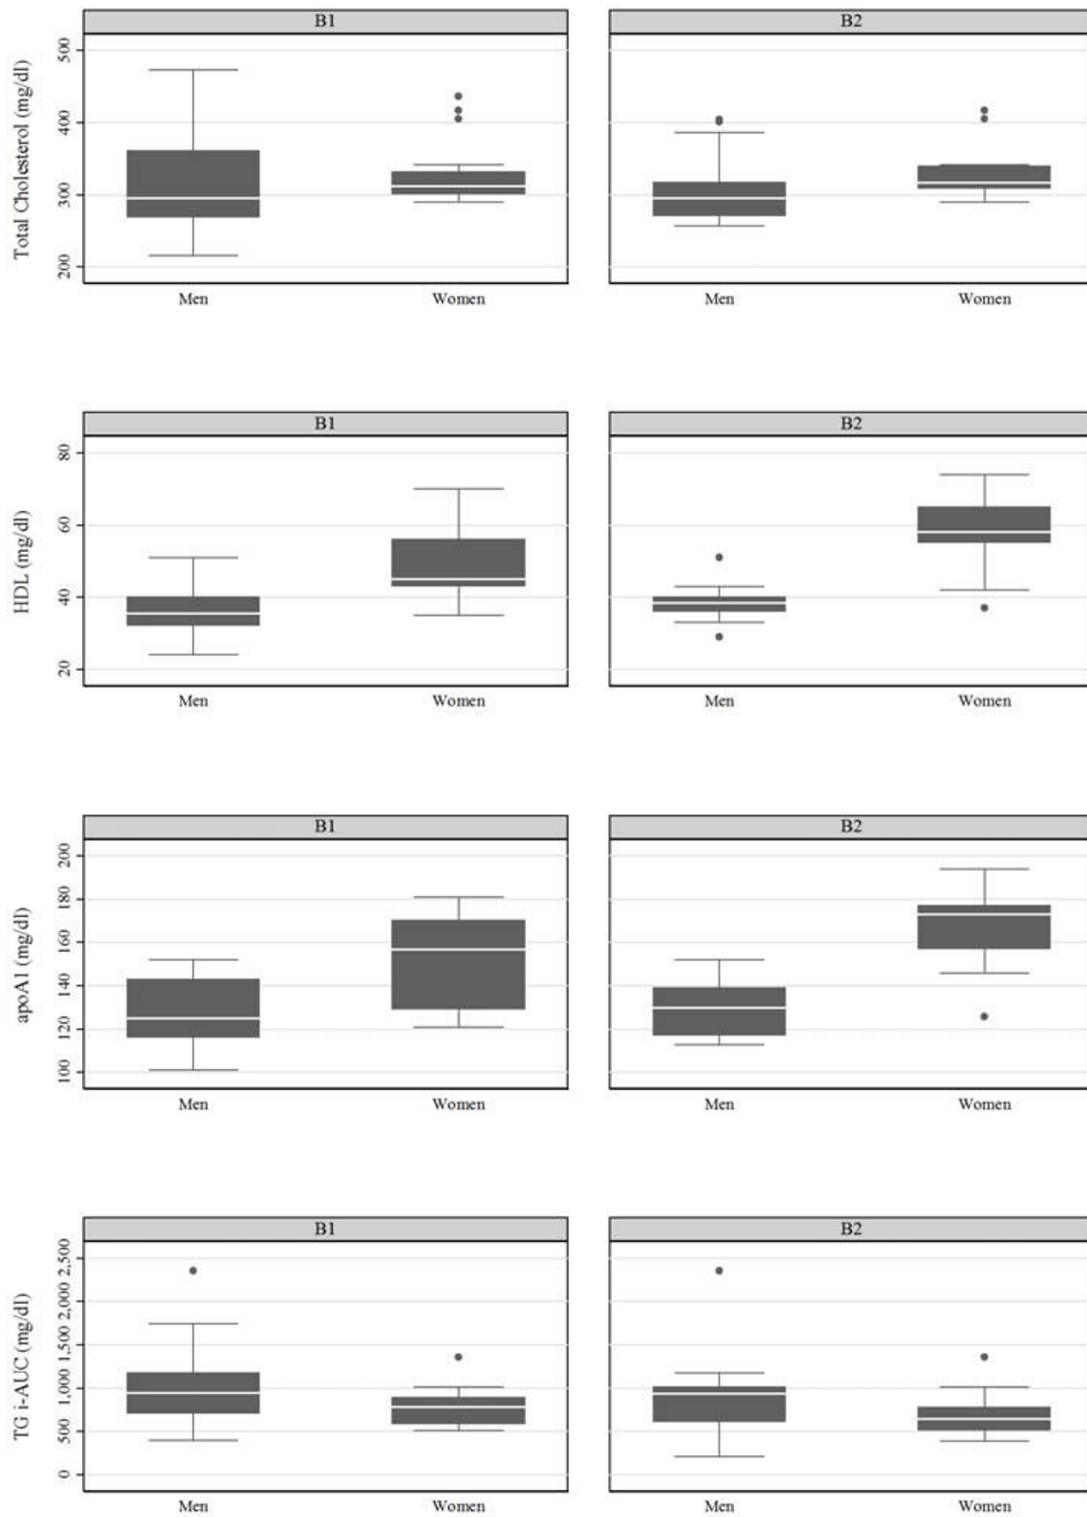 B1 B2
Total Cholesterol (mg/dl)
500
400
300
200
Men Women Men Women
B1 B2
HDL (mg/dl)
80
60
40
20
Men Women Men Women
B1 B2
apoA1 (mg/dl)
200
180
160
140
120
100
Men Women Men Women
B1 B2
TG i-AUC (mg/dl)
2,500
2,000
1,500
1,000
500
0
Men Women Men Women